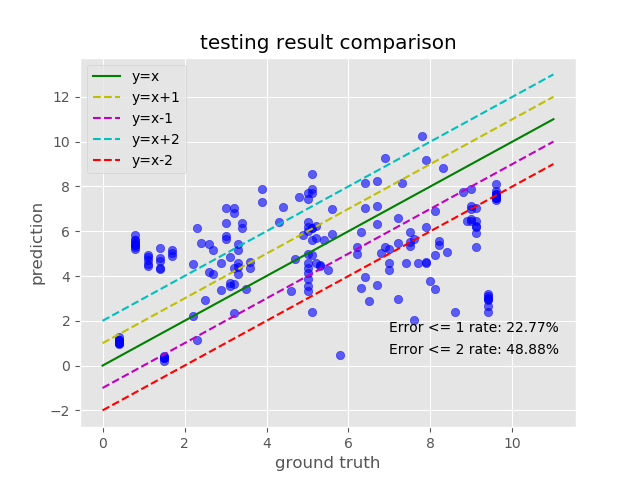 testing result comparison
y=x
y=x+1
y=x-1
y=x+2
y=x-2
12
10
8
6
4
2
0
−2
prediction
Error <= 1 rate: 22.77%
Error <= 2 rate: 48.88%
0 2 4 6 8 10
ground truth